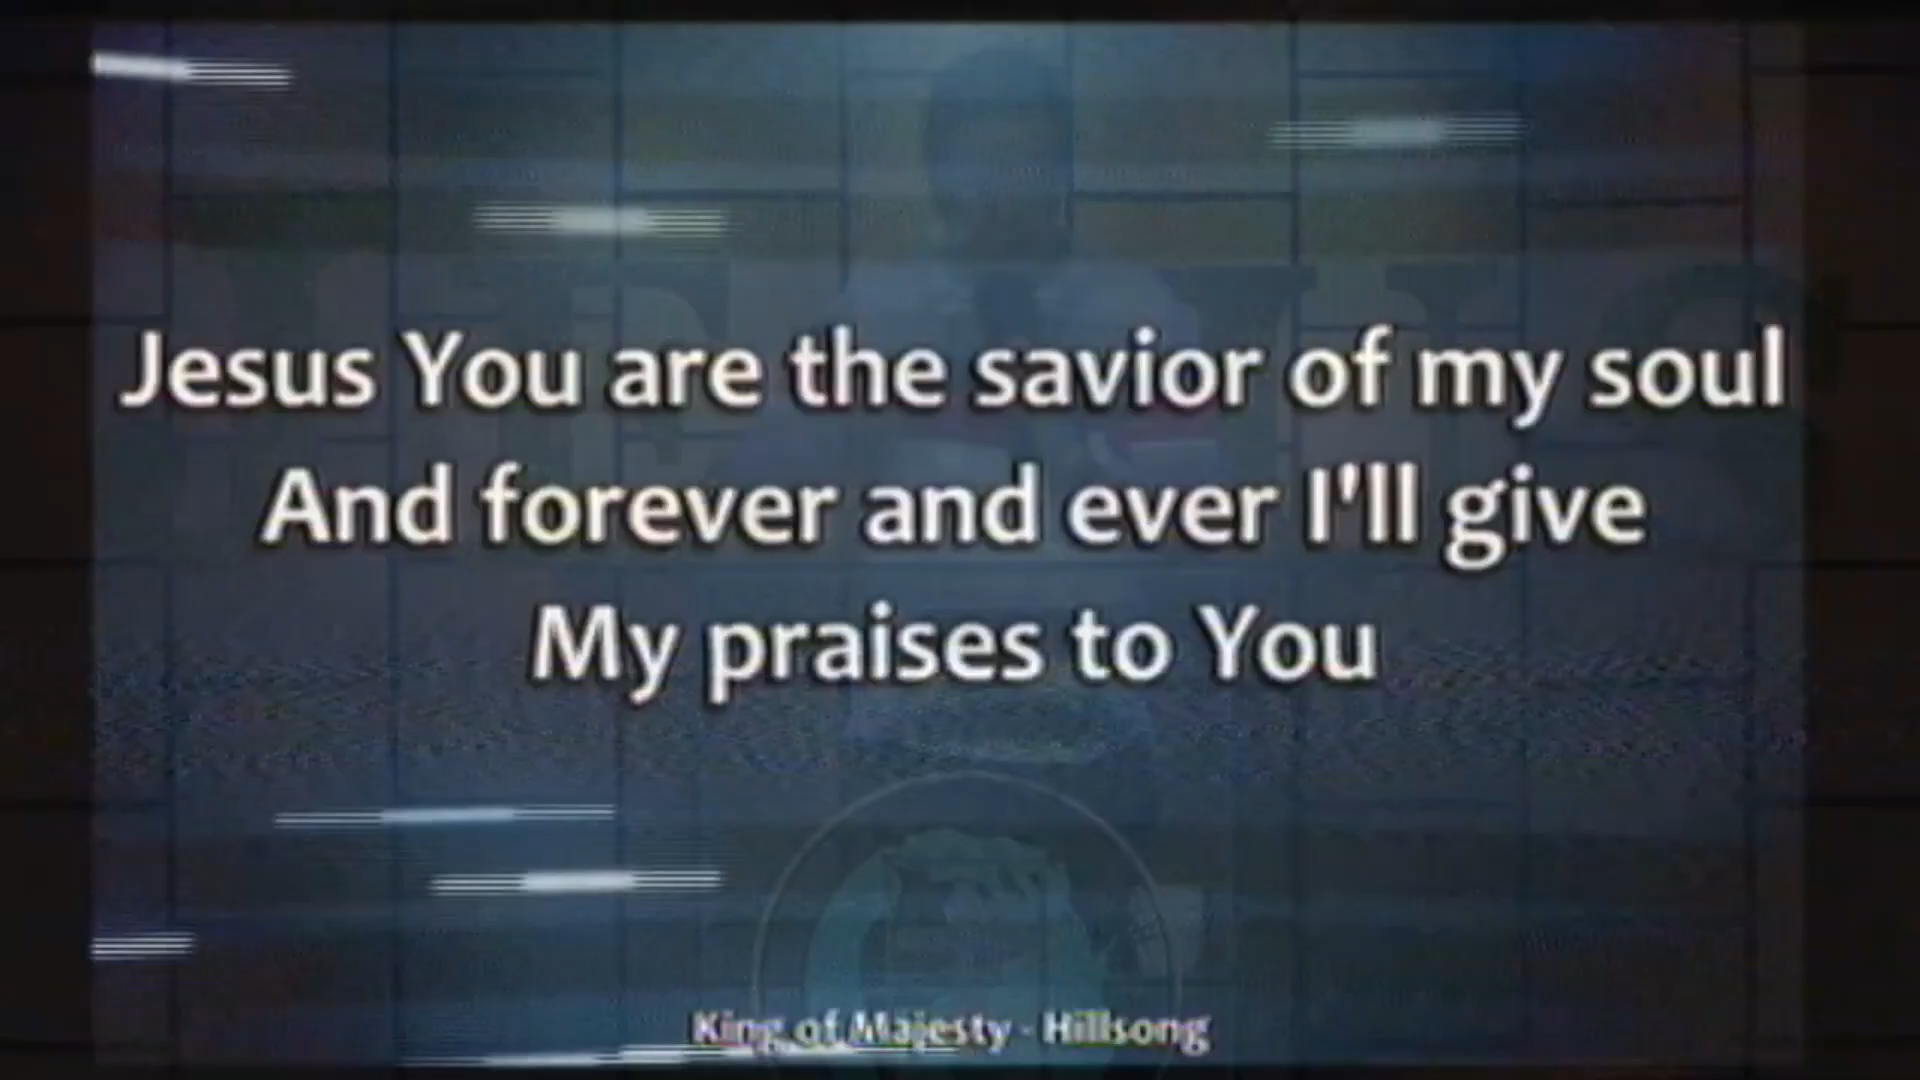 Jesus You are the savior of my soul
And forever and ever I'll give
My praises to You
King of Majesty - Hillsong